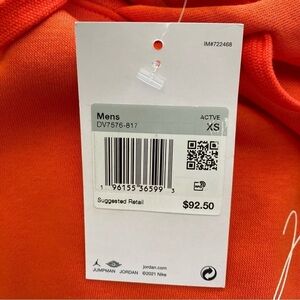 IM#722468
Mens ACTVE
DV7576-817 XS
1 96155 36599 3
Suggested Retail
$92.50
jordan.com
JUMPMAN JORDAN ©2021 Nike